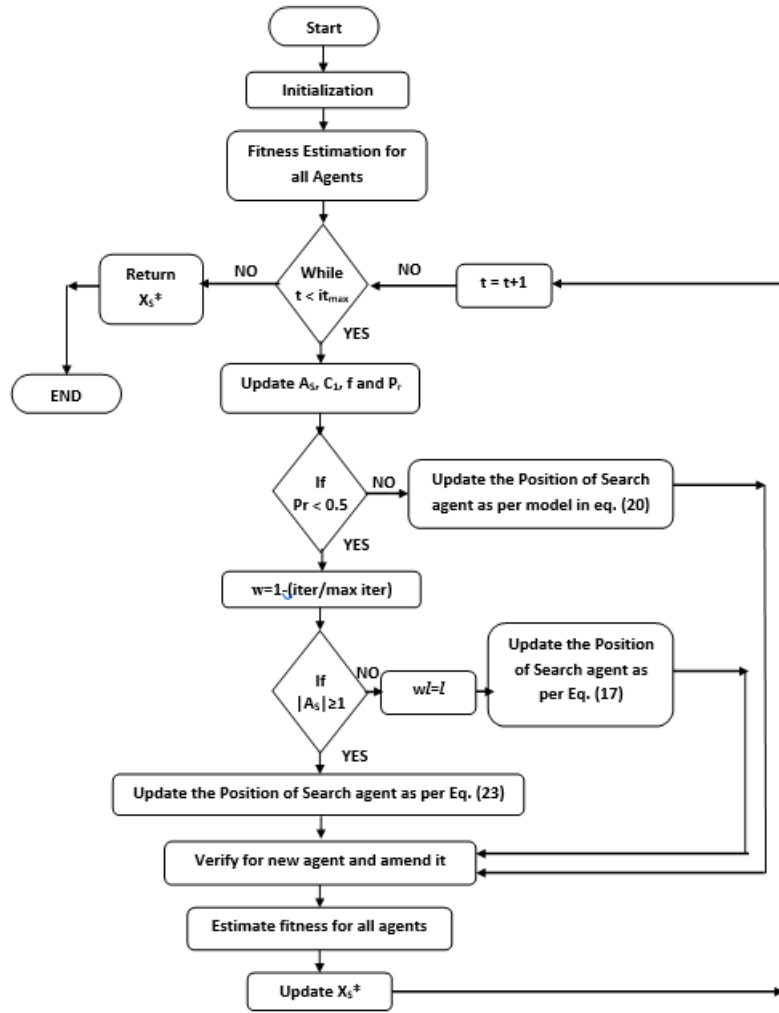 Start
Initialization
Fitness Estimation for
all Agents
While
t < itmax
NO
Return
Xs*
END
NO
t = t+1
YES
Update As, C1, f and Pr
If
Pr < 0.5
NO
Update the Position of Search
agent as per model in eq. (20)
YES
w=1-(iter/max iter)
If
|As|≥1
NO
wl=l
Update the Position
of Search agent as
per Eq. (17)
YES
Update the Position of Search agent as per Eq. (23)
Verify for new agent and amend it
Estimate fitness for all agents
Update Xs*